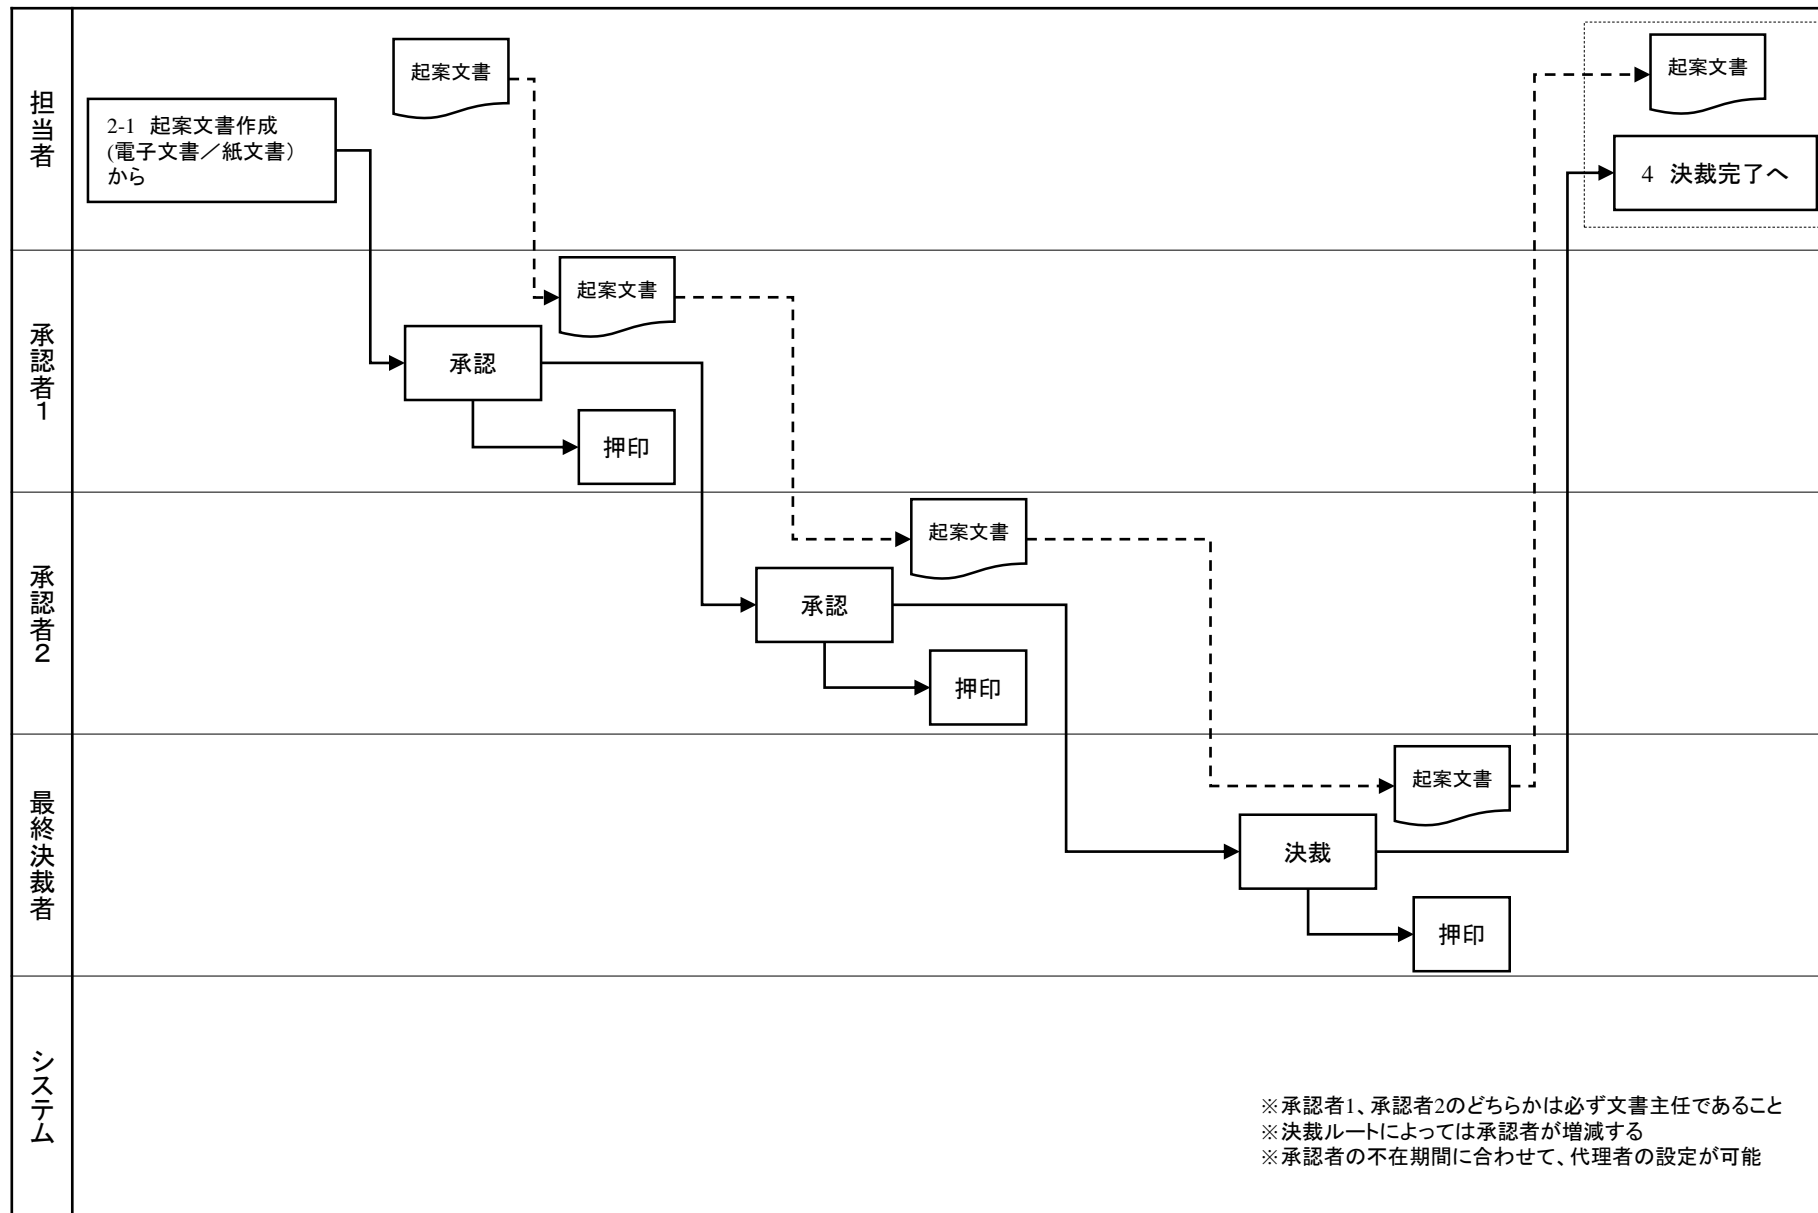 担当者
起案文書
2-1 起案文書作成
(電子文書／紙文書)
から
起案文書
4 決裁完了へ
承認者1
起案文書
承認
押印
承認者2
起案文書
承認
押印
最終決裁者
起案文書
決裁
押印
システム
※承認者1、承認者2のどちらかは必ず文書主任であること
※決裁ルートによっては承認者が増減する
※承認者の不在期間に合わせて、代理者の設定が可能